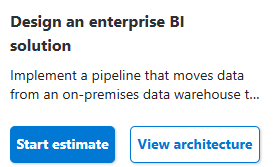 Design an enterprise BI
solution
Implement a pipeline that moves data
from an on-premises data warehouse t...
Start estimate
View architecture